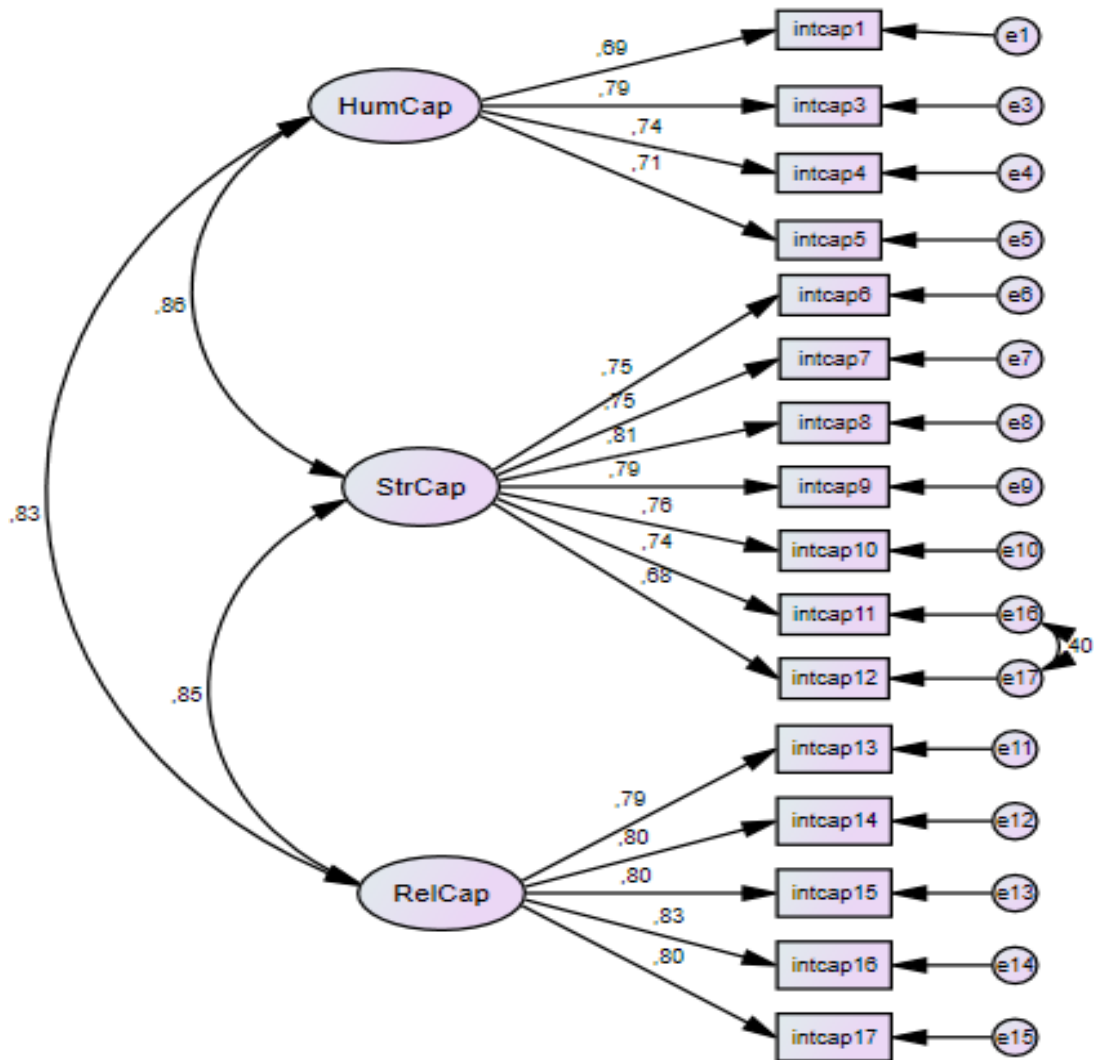 intcap1
e1
,69
HumCap
,79
intcap3
e3
,74
intcap4
e4
,71
intcap5
e5
intcap6
e6
,86
,75
intcap7
e7
,75
intcap8
e8
,81
StrCap
,79
intcap9
e9
,83
,76
intcap10
e10
,74
intcap11
e16
,68
,40
intcap12
e17
,85
intcap13
e11
,79
intcap14
e12
,80
RelCap
,80
intcap15
e13
,83
intcap16
e14
,80
intcap17
e15